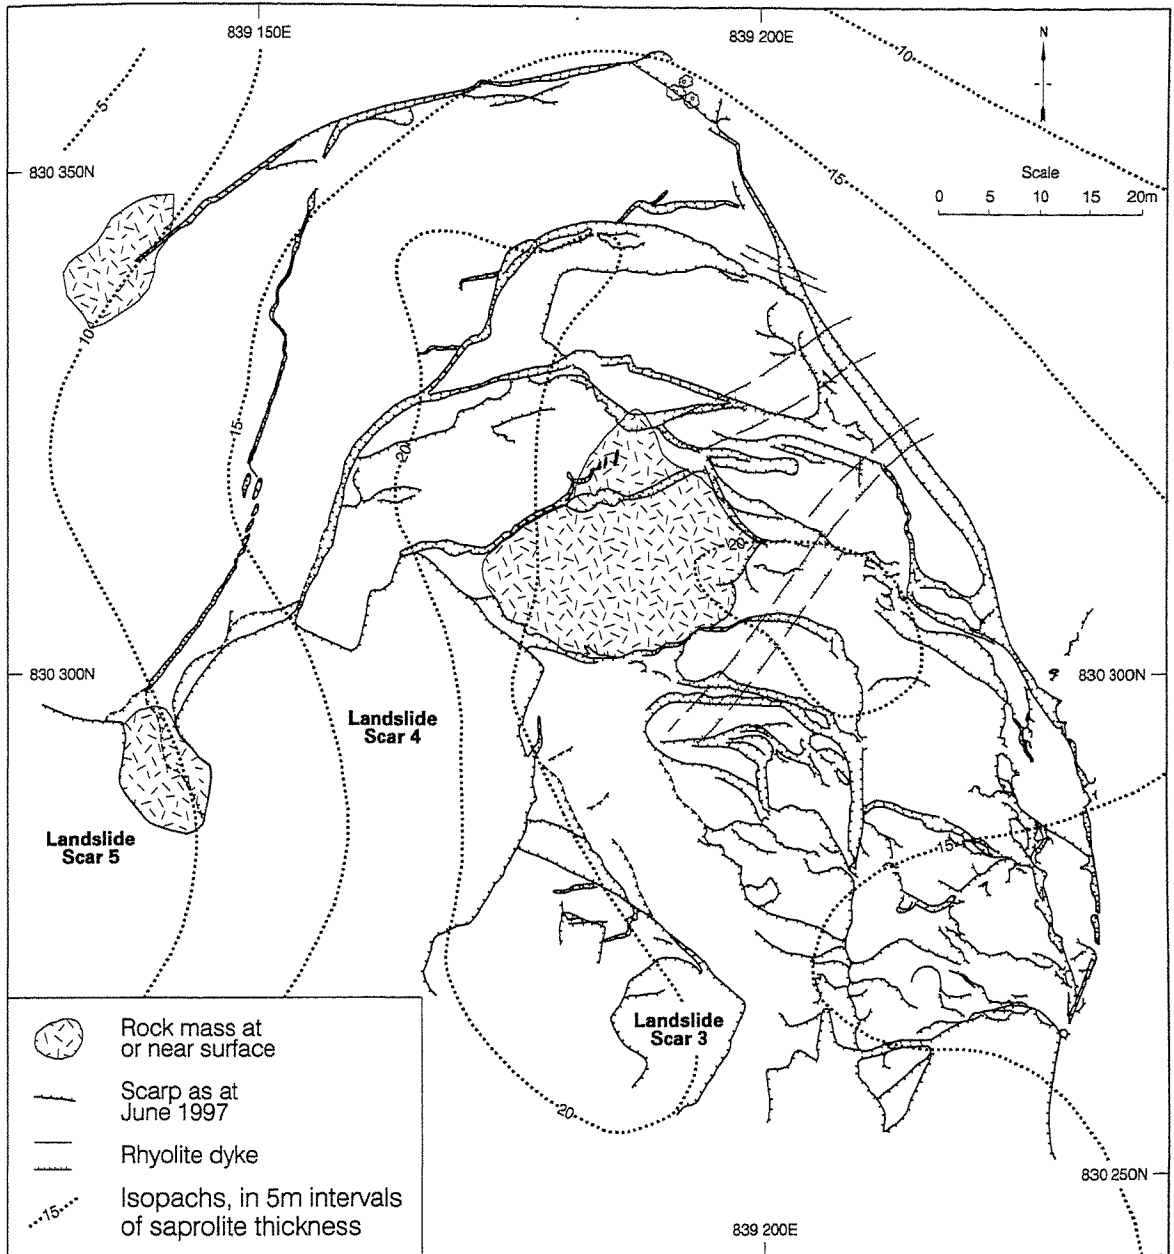 839 150E
839 200E
N
10
5
830 350N
15
Scale
0 5 10 15 20m
10
15
20
20
830 300N
830 300N
Landslide
Scar 4
Landslide
Scar 5
15
Landslide
Scar 3
20
Rock mass at
or near surface
Scarp as at
June 1997
Rhyolite dyke
15
Isopachs, in 5m intervals
of saprolite thickness
830 250N
839 200E